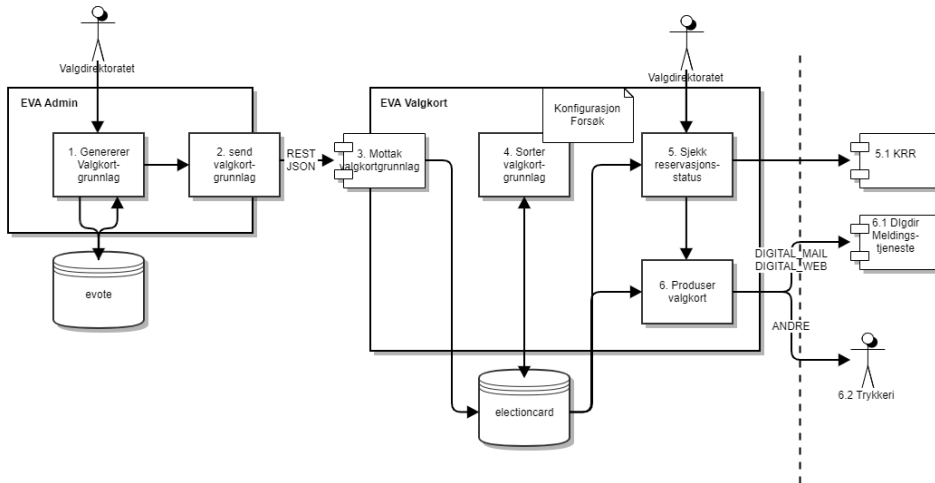 Valgdirektoratet
EVA Admin
1. Genererer
Valgkort-
grunnlag
2. send
valgkort-
grunnlag
evote
REST
JSON
Valgdirektoratet
EVA Valgkort
Konfigurasjon
Forsøk
3. Mottak
valgkortgrunnlag
4. Sorter
valgkort-
grunnlag
5. Sjekk
reservasjons-
status
6. Produser
valgkort
electioncard
DIGITAL_MAIL
DIGITAL_WEB
ANDRE
5.1 KRR
6.1 DIgdir
Meldings-
tjeneste
6.2 Trykkeri